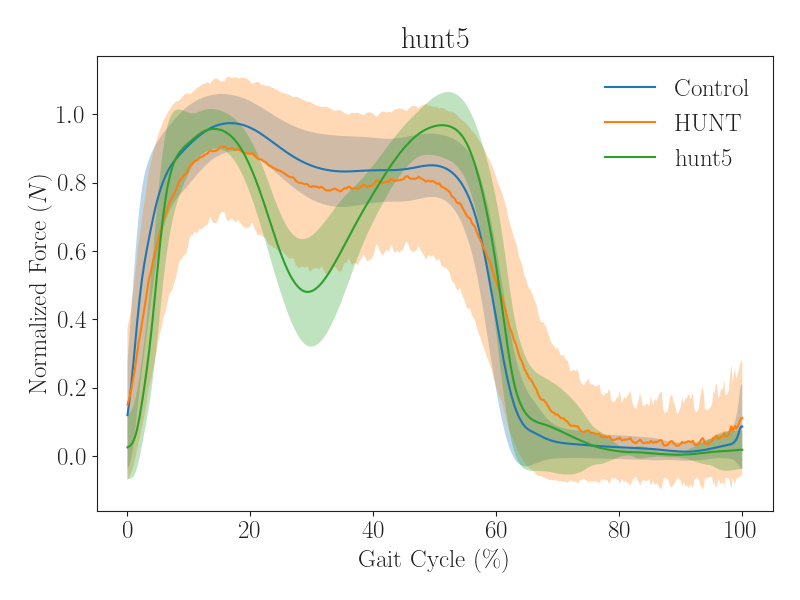 hunt5
Control
HUNT
hunt5
1.0
0.8
0.6
0.4
0.2
0.0
Normalized Force (N)
0 20 40 60 80 100
Gait Cycle (%)